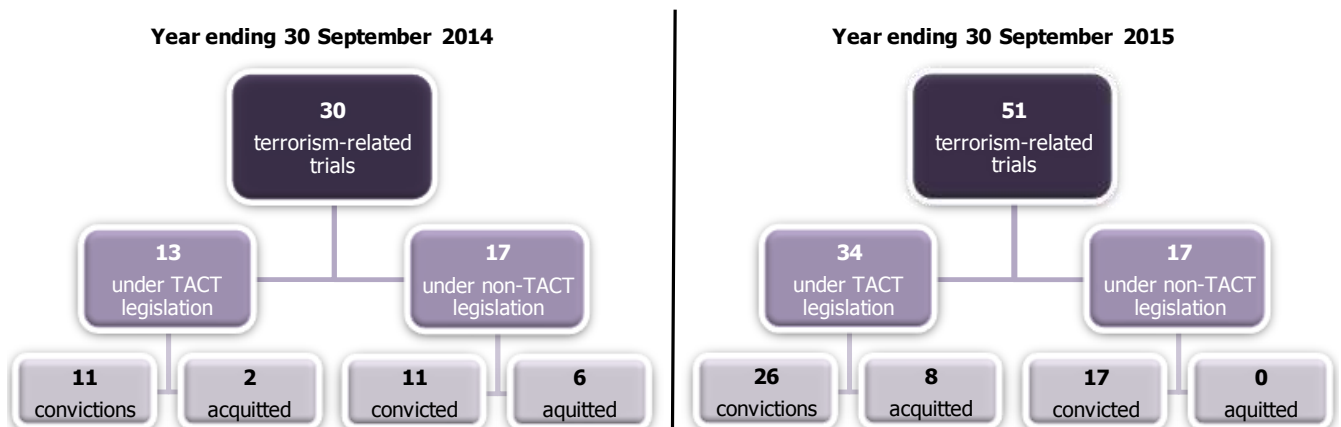 Year ending 30 September 2014
30
terrorism-related
trials
13
under TACT
legislation
17
under non-TACT
legislation
11
convictions
2
acquitted
11
convicted
6
aquitted
Year ending 30 September 2015
51
terrorism-related
trials
34
under TACT
legislation
17
under non-TACT
legislation
26
convictions
8
acquitted
17
convicted
0
aquitted